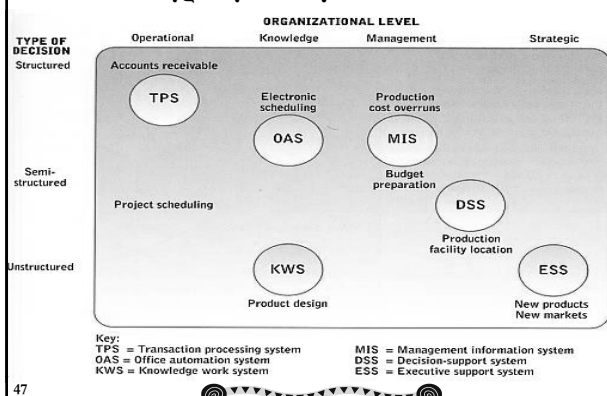 ORGANIZATIONAL LEVEL
TYPE OF
DECISION
Operational Knowledge Management Strategic
Structured
Accounts receivable
TPS
Electronic
scheduling
OAS
Production
cost overruns
MIS
Budget
preparation
Semi-
structured
Project scheduling
DSS
Production
facility location
Unstructured
KWS
Product design
ESS
New products
New markets
Key:
TPS = Transaction processing system
OAS = Office automation system
KWS = Knowledge work system
MIS = Management information system
DSS = Decision-support system
ESS = Executive support system
47